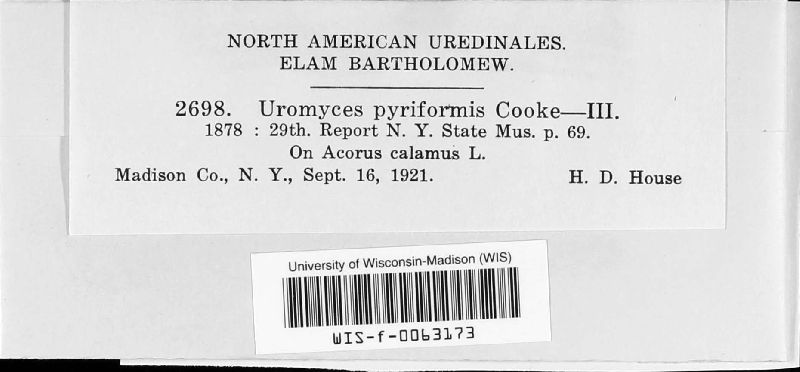 NORTH AMERICAN UREDINALES.
ELAM BARTHOLOMEW.
2698. Uromyces pyriformis Cooke—III.
1878 : 29th. Report N. Y. State Mus. p. 69.
On Acorus calamus L.
Madison Co., N. Y., Sept. 16, 1921. H. D. House
University of Wisconsin-Madison (WIS)
WIS-f-0063173